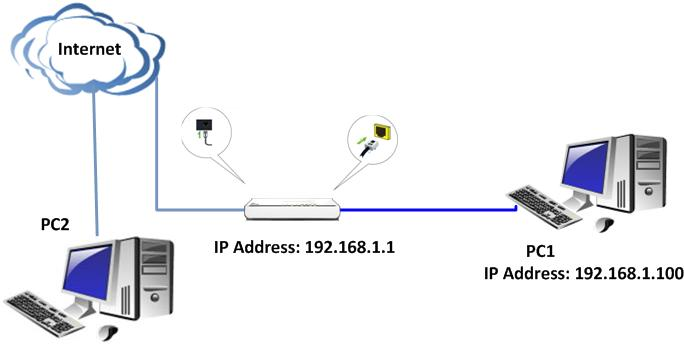 Internet
PC2
IP Address: 192.168.1.1
PC1
IP Address: 192.168.1.100